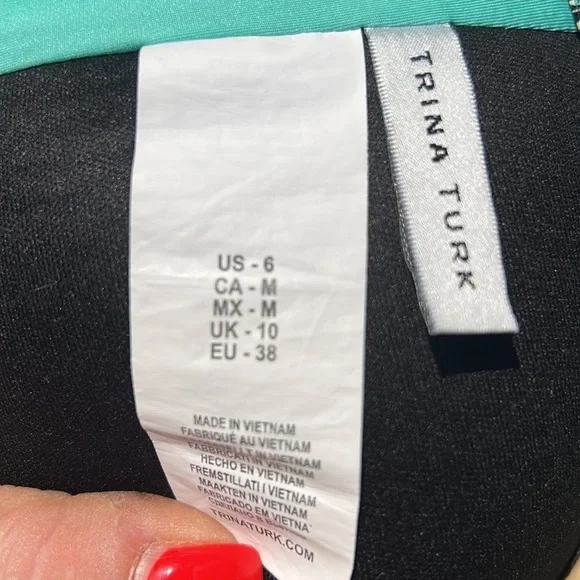 TRINA TURK
US - 6
CA - M
MX - M
UK - 10
EU - 38
MADE IN VIETNAM
FABRIQUÉ AU VIETNAM
HECHO EN VIETNAM
FREMSTILLATI I VIETNAM
MAAKTEN IN VIETNAM
FABRICADO EM VIETNA
TRINATURK.COM